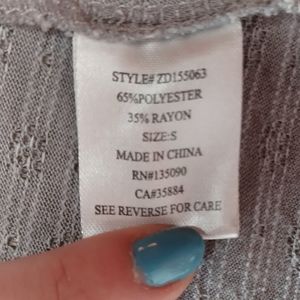 STYLE# ZD155063
65%POLYESTER
35% RAYON
SIZE:S
MADE IN CHINA
RN#135090
CA#35884
SEE REVERSE FOR CARE